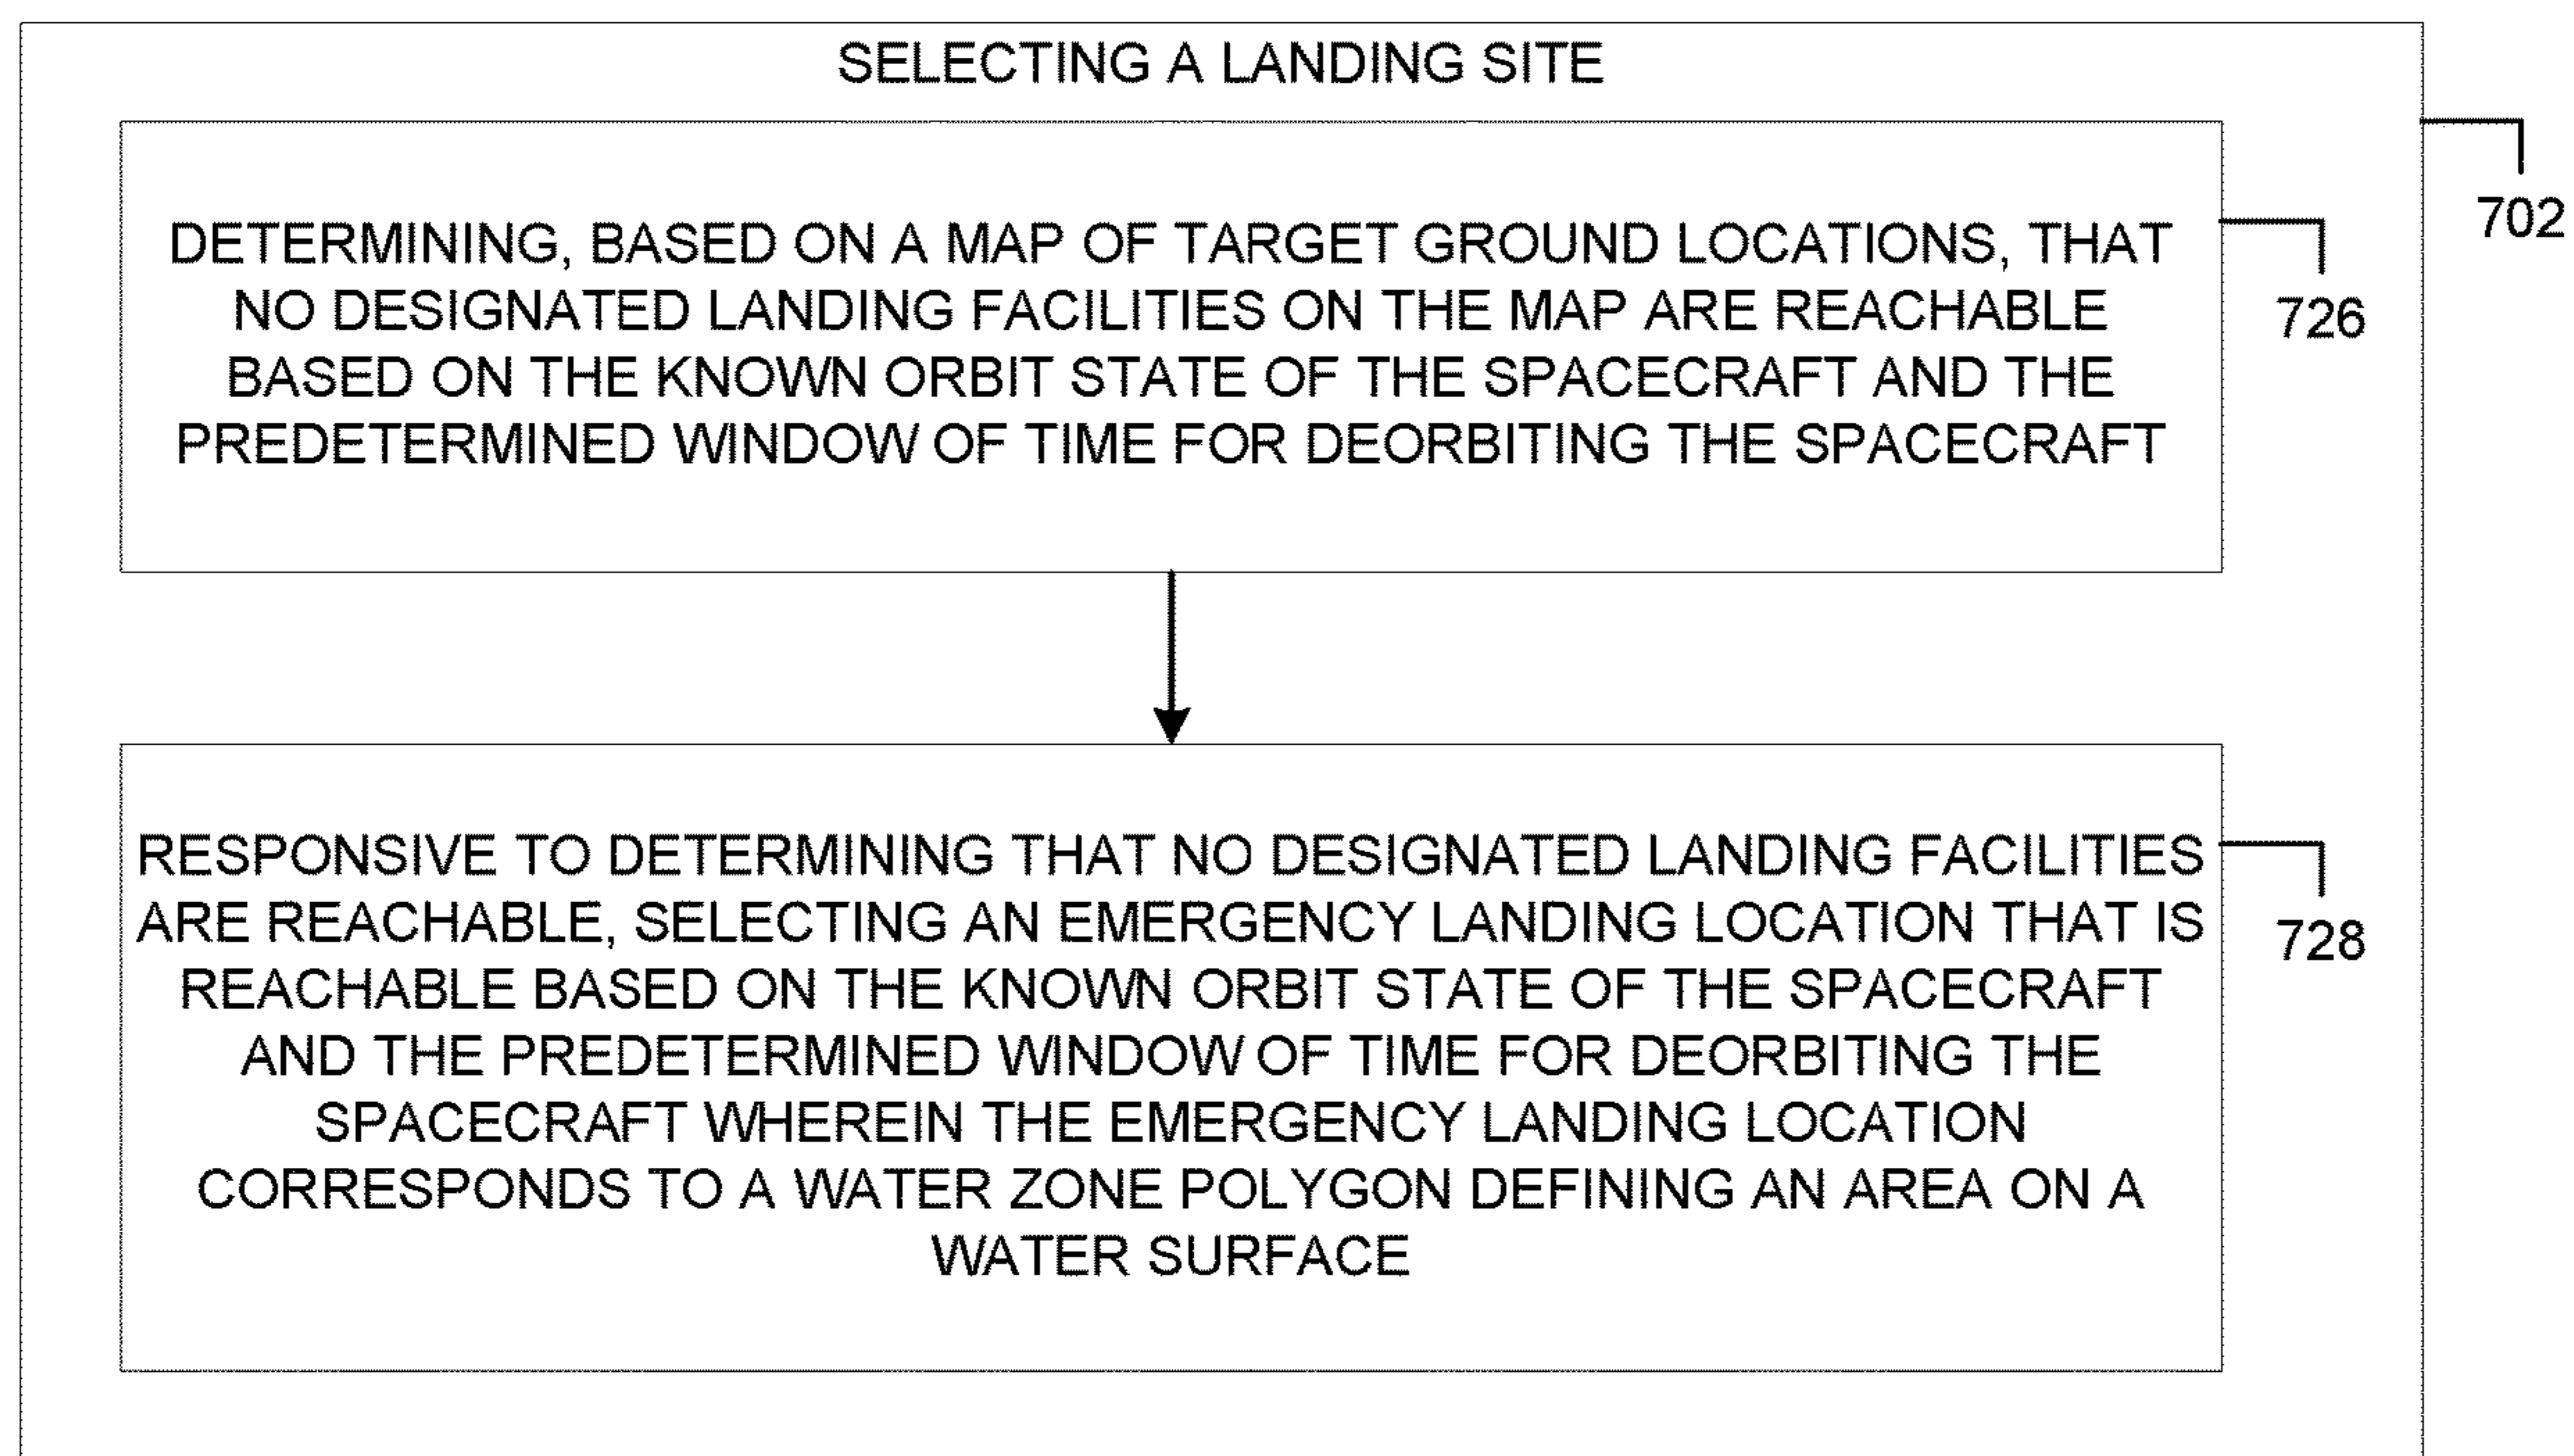 SELECTING A LANDING SITE
702
DETERMINING, BASED ON A MAP OF TARGET GROUND LOCATIONS, THAT
NO DESIGNATED LANDING FACILITIES ON THE MAP ARE REACHABLE
BASED ON THE KNOWN ORBIT STATE OF THE SPACECRAFT AND THE
PREDETERMINED WINDOW OF TIME FOR DEORBITING THE SPACECRAFT
726
RESPONSIVE TO DETERMINING THAT NO DESIGNATED LANDING FACILITIES
ARE REACHABLE, SELECTING AN EMERGENCY LANDING LOCATION THAT IS
REACHABLE BASED ON THE KNOWN ORBIT STATE OF THE SPACECRAFT
AND THE PREDETERMINED WINDOW OF TIME FOR DEORBITING THE
SPACECRAFT WHEREIN THE EMERGENCY LANDING LOCATION
CORRESPONDS TO A WATER ZONE POLYGON DEFINING AN AREA ON A
WATER SURFACE
728